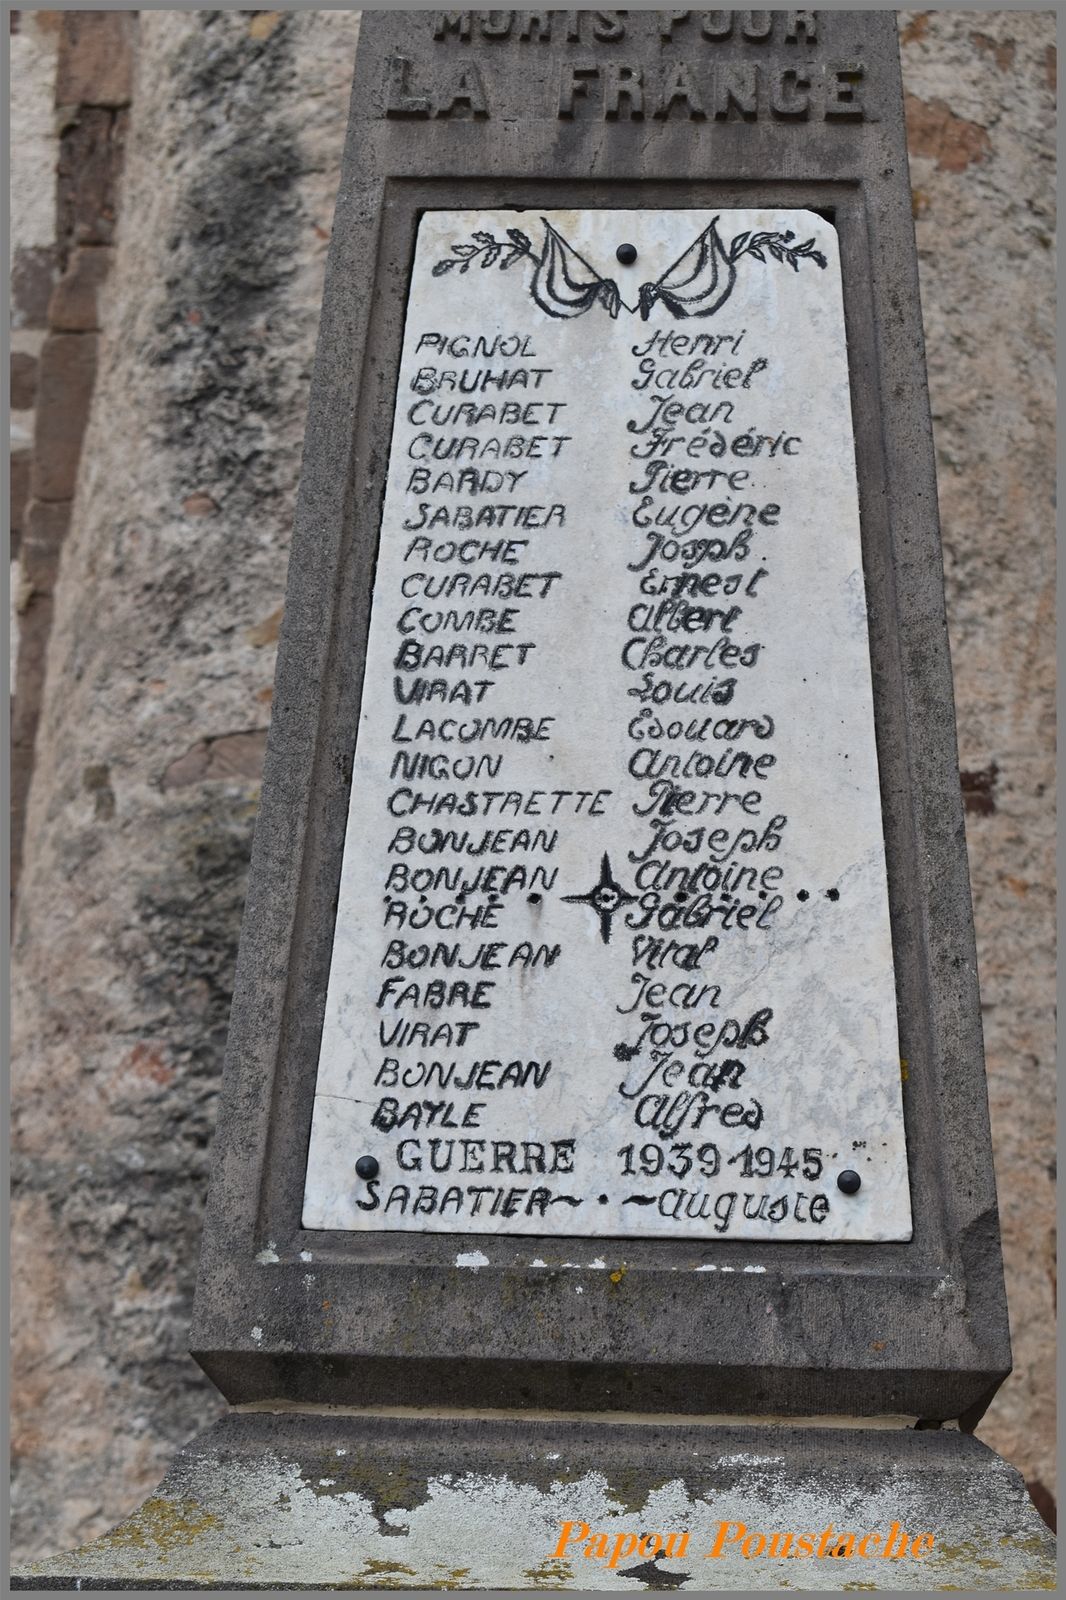 MORTS POUR
LA FRANCE
PIGNOL Henri
BRUHAT Gabriel
CURABET Jean
CURABET Frédéric
BARDY Pierre
SABATIER Eugène
ROCHE Josph
CURABET Ernest
COMBE Albert
BARRET Charles
VIRAT Louis
LACOMBE Edouard
NIGON Antoine
CHASTRETTE Pierre
BONJEAN Joseph
BONJEAN Antoine
ROCHE Gabriel
BONJEAN Vital
FABRE Jean
VIRAT Joseph
BONJEAN Jean
BAYLE Alfred
GUERRE 1939-1945
SABATIER~·~Auguste
Papou Poustache